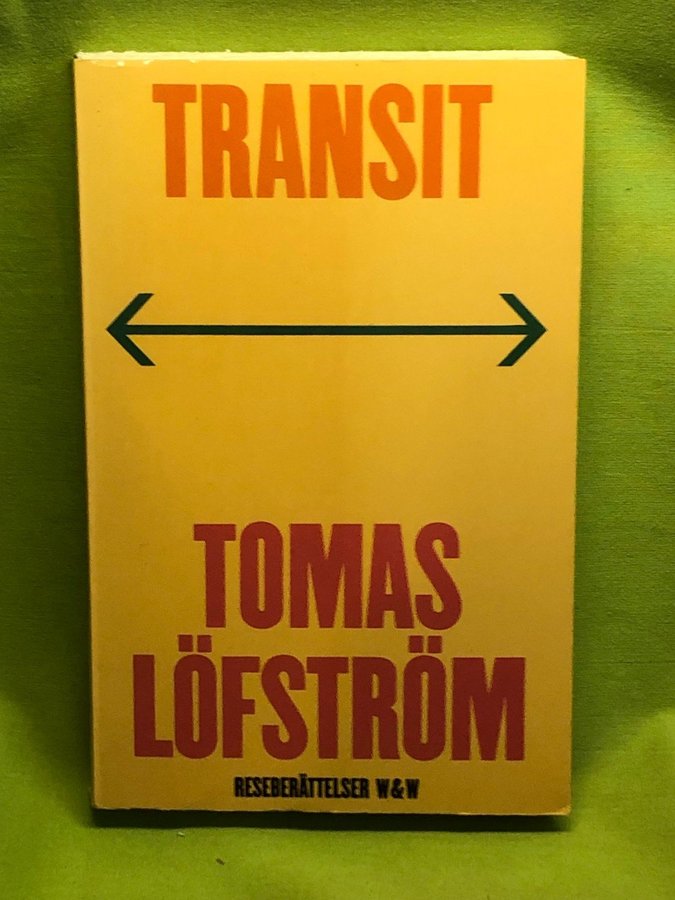 TRANSIT
TOMAS
LÖFSTRÖM
RESEBERÄTTELSER W&W